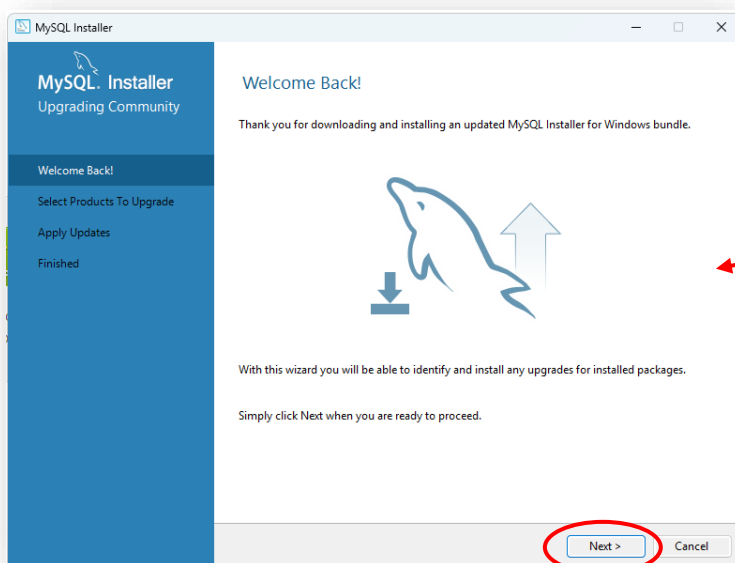 MySQL Installer
MySQL. Installer
Upgrading Community
Welcome Back!
Select Products To Upgrade
Apply Updates
Finished
Welcome Back!
Thank you for downloading and installing an updated MySQL Installer for Windows bundle.
With this wizard you will be able to identify and install any upgrades for installed packages.
Simply click Next when you are ready to proceed.
Next >
Cancel